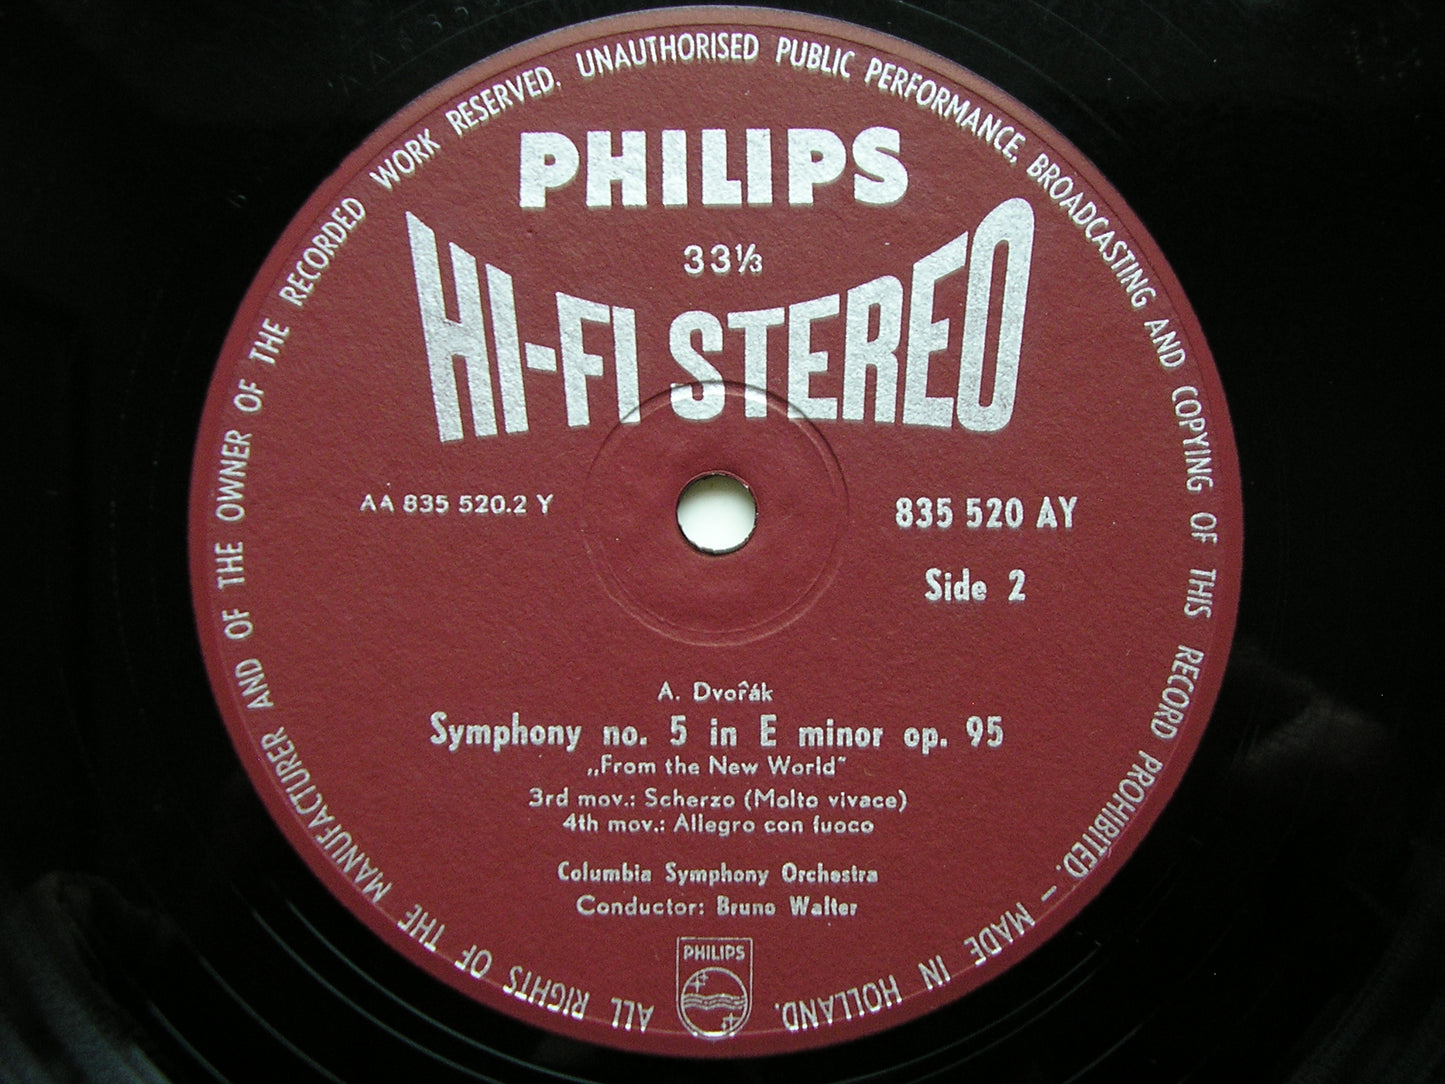 ALL RIGHTS OF THE MANUFACTURER AND OF THE OWNER OF THE RECORDED WORK RESERVED. UNAUTHORISED PUBLIC PERFORMANCE, BROADCASTING AND COPYING OF THIS RECORD PROHIBITED. – MADE IN HOLLAND.
PHILIPS
33⅓
HI-FI STEREO
AA 835 520.2 Y
835 520 AY
Side 2
A. Dvořák
Symphony no. 5 in E minor op. 95
„From the New World"
3rd mov.: Scherzo (Molto vivace)
4th mov.: Allegro con fuoco
Columbia Symphony Orchestra
Conductor: Bruno Walter
PHILIPS